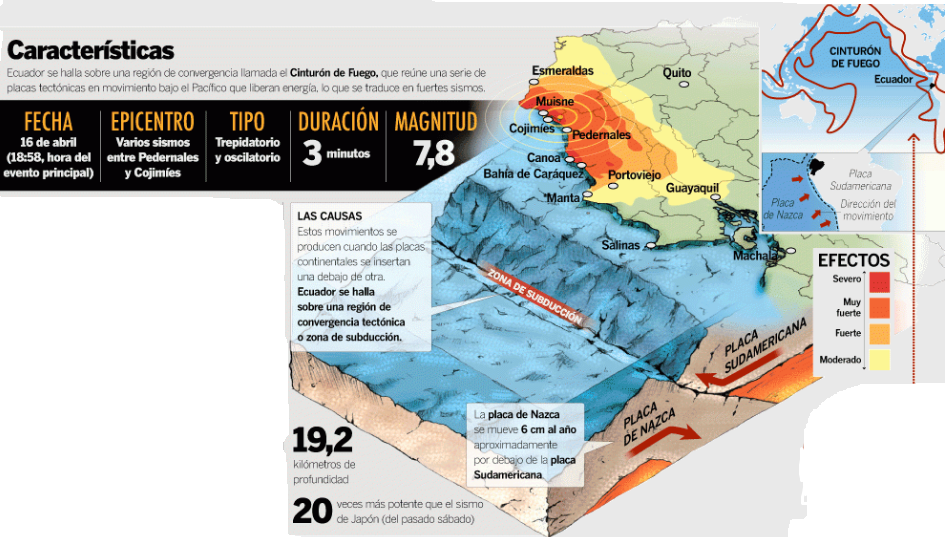 Características
Ecuador se halla sobre una región de convergencia llamada el Cinturón de Fuego, que reúne una serie de
placas tectónicas en movimiento bajo el Pacífico que liberan energía, lo que se traduce en fuertes sismos.
FECHA
16 de abril
(18:58, hora del
evento principal)
EPICENTRO
Varios sismos
entre Pedernales
y Cojimíes
TIPO
Trepidatorio
y oscilatorio
DURACIÓN
3 minutos
MAGNITUD
7,8
Esmeraldas
Quito
Muisne
Cojimíes
Pedernales
Canoa
Bahía de Caráquez
Portoviejo
Manta
Guayaquil
Salinas
Machala
CINTURÓN
DE FUEGO
Ecuador
Placa
Sudamericana
Placa
de Nazca
Dirección del
movimiento
LAS CAUSAS
Estos movimientos se
producen cuando las placas
continentales se insertan
una debajo de otra.
Ecuador se halla
sobre una región de
convergencia tectónica
o zona de subducción.
ZONA DE SUBDUCCIÓN
EFECTOS
Severo
Muy
fuerte
Fuerte
Moderado
PLACA
SUDAMERICANA
PLACA
DE NAZCA
La placa de Nazca
se mueve 6 cm al año
aproximadamente
por debajo de la placa
Sudamericana
19,2
kilómetros de
profundidad
20 veces más potente que el sismo
de Japón (del pasado sábado)